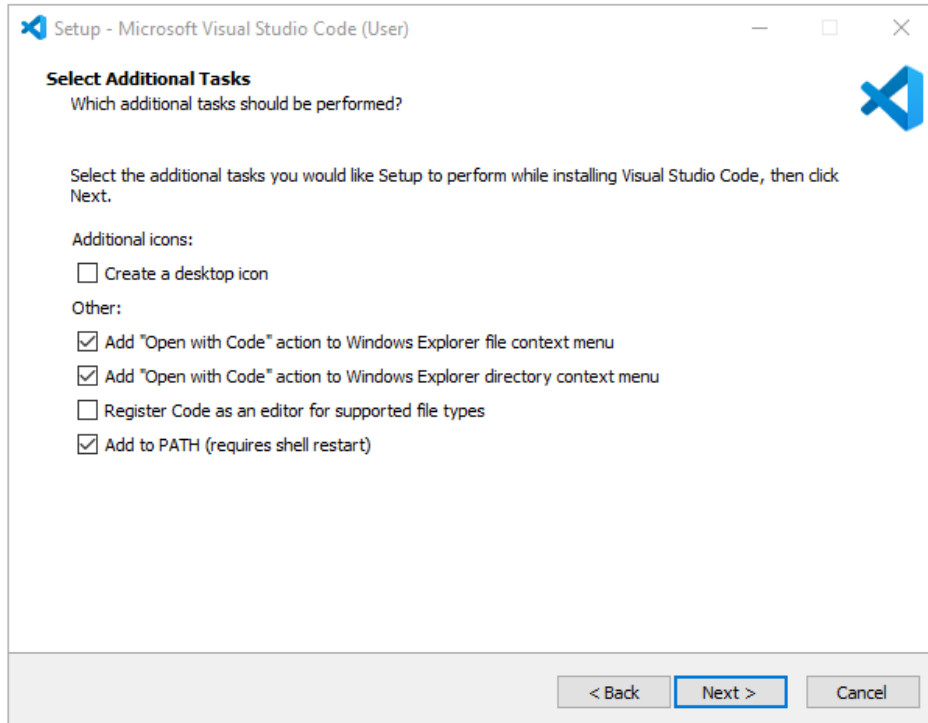 Setup - Microsoft Visual Studio Code (User)
Select Additional Tasks
Which additional tasks should be performed?
Select the additional tasks you would like Setup to perform while installing Visual Studio Code, then click
Next.
Additional icons:
Create a desktop icon
Other:
Add "Open with Code" action to Windows Explorer file context menu
Add "Open with Code" action to Windows Explorer directory context menu
Register Code as an editor for supported file types
Add to PATH (requires shell restart)
< Back Next > Cancel